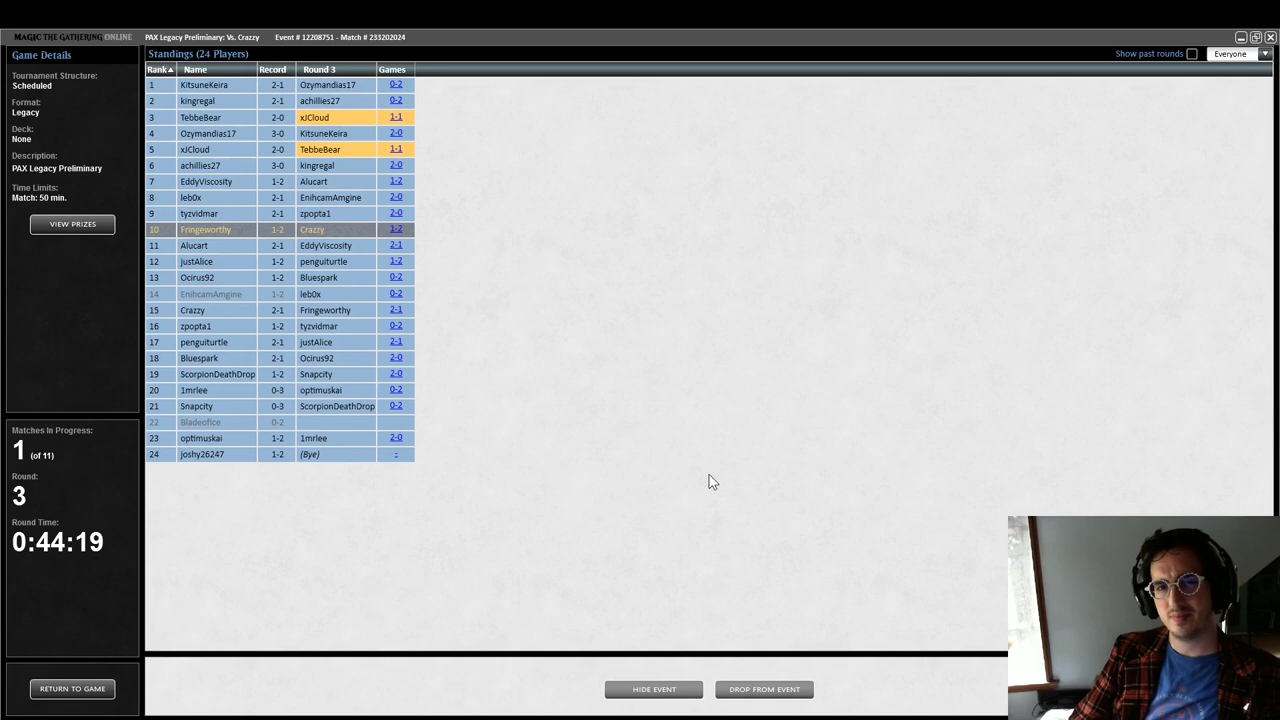 MAGIC THE GATHERING ONLINE PAX Legacy Preliminary: Vs. Crazzy Event # 12208751 - Match # 233202024
Game Details
Tournament Structure:
Scheduled
Format:
Legacy
Deck:
None
Description:
PAX Legacy Preliminary
Time Limits:
Match: 50 min.
VIEW PRIZES
Matches In Progress:
1 (of 11)
Round:
3
Round Time:
0:44:19
RETURN TO GAME
Standings (24 Players) Show past rounds Everyone
Rank Name Record Round 3 Games
1 KitsuneKeira 2-1 Ozymandias17 0-2
2 kingregal 2-1 achillies27 0-2
3 TebbeBear 2-0 xJCloud 1-1
4 Ozymandias17 3-0 KitsuneKeira 2-0
5 xJCloud 2-0 TebbeBear 1-1
6 achillies27 3-0 kingregal 2-0
7 EddyViscosity 1-2 Alucart 1-2
8 leb0x 2-1 EnihcamAmgine 2-0
9 tyzvidmar 2-1 zpopta1 2-0
10 Fringeworthy 1-2 Crazzy 1-2
11 Alucart 2-1 EddyViscosity 2-1
12 justAlice 1-2 penguiturtle 1-2
13 Ocirus92 1-2 Bluespark 0-2
14 EnihcamAmgine 1-2 leb0x 0-2
15 Crazzy 2-1 Fringeworthy 2-1
16 zpopta1 1-2 tyzvidmar 0-2
17 penguiturtle 2-1 justAlice 2-1
18 Bluespark 2-1 Ocirus92 2-0
19 ScorpionDeathDrop 1-2 Snapcity 2-0
20 1mrlee 0-3 optimuskai 0-2
21 Snapcity 0-3 ScorpionDeathDrop 0-2
22 BladeofIce 0-2
23 optimuskai 1-2 1mrlee 2-0
24 joshy26247 1-2 (Bye) -
HIDE EVENT DROP FROM EVENT